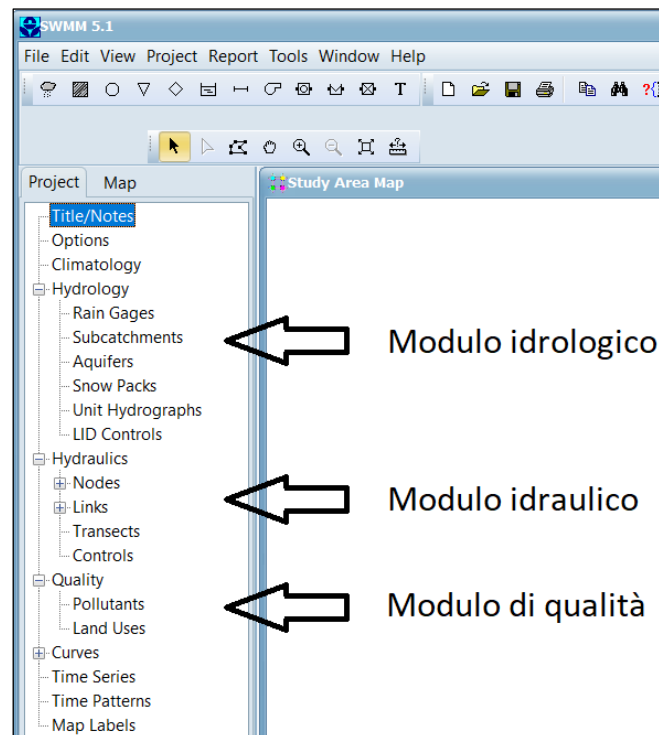 SWMM 5.1
File Edit View Project Report Tools Window Help
T
Project Map
Study Area Map
Title/Notes
Options
Climatology
Hydrology
Rain Gages
Subcatchments
Modulo idrologico
Aquifers
Snow Packs
Unit Hydrographs
LID Controls
Hydraulics
Nodes
Links
Modulo idraulico
Transects
Controls
Quality
Pollutants
Modulo di qualità
Land Uses
Curves
Time Series
Time Patterns
Map Labels